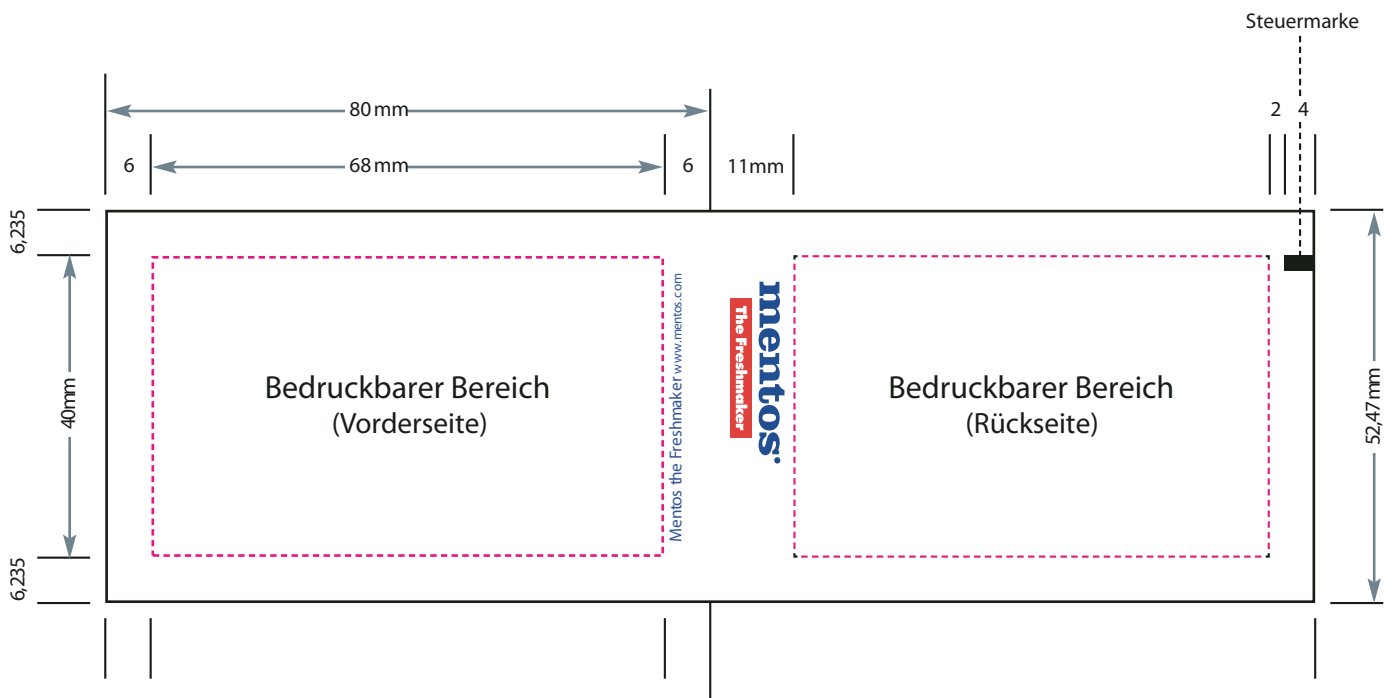 Steuermarke
80 mm
2 4
6
68 mm
6
11mm
6,235
40mm
6,235
Bedruckbarer Bereich
(Vorderseite)
Mentos the Freshmaker www.mentos.com
The Freshmaker
mentos
Bedruckbarer Bereich
(Rückseite)
52,47 mm